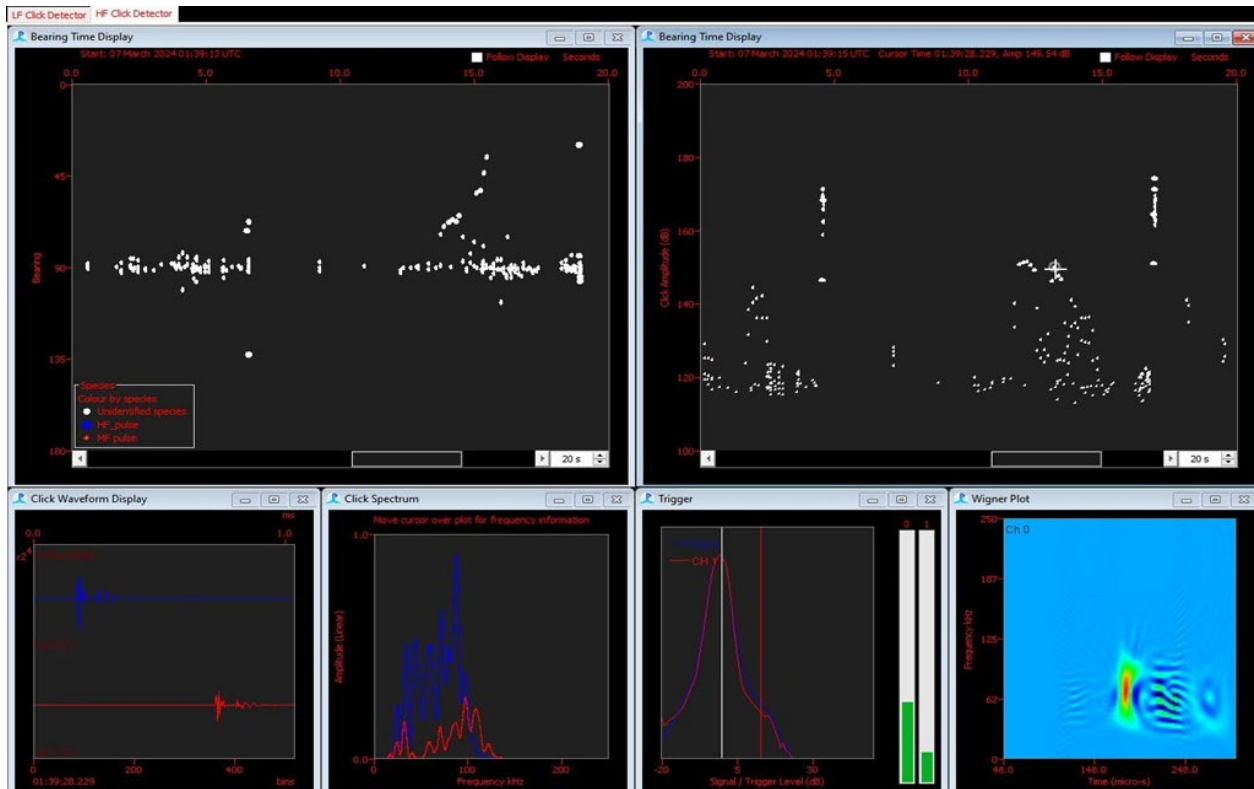 LF Click Detector HF Click Detector
Bearing Time Display
Start: 07 March 2024 01:39:13 UTC
Follow Display Seconds
0.0 5.0 10.0 15.0 20.0
0
45
90
135
180
Bearing
Species
Colour by species
Unidentified species
HF_pulse
MF pulse
20 s
Bearing Time Display
Start: 07 March 2024 01:39:15 UTC Cursor Time 01:39:28.229, Amp 149.54 dB
Follow Display Seconds
0.0 5.0 10.0 15.0 20.0
200
180
160
140
120
100
Click Amplitude (dB)
20 s
Click Waveform Display
ms
0.0 1.0
0 200 400
01:39:28.229 bins
Click Spectrum
Move cursor over plot for frequency information
1.0
0.0
Amplitude (Linear)
0 100 200
Frequency kHz
Trigger
CH 1
0 1
-20 5 30
Signal / Trigger Level (dB)
Wigner Plot
Ch 0
250
187
125
62
0
Frequency kHz
48.0 148.0 248.0
Time (micro-s)